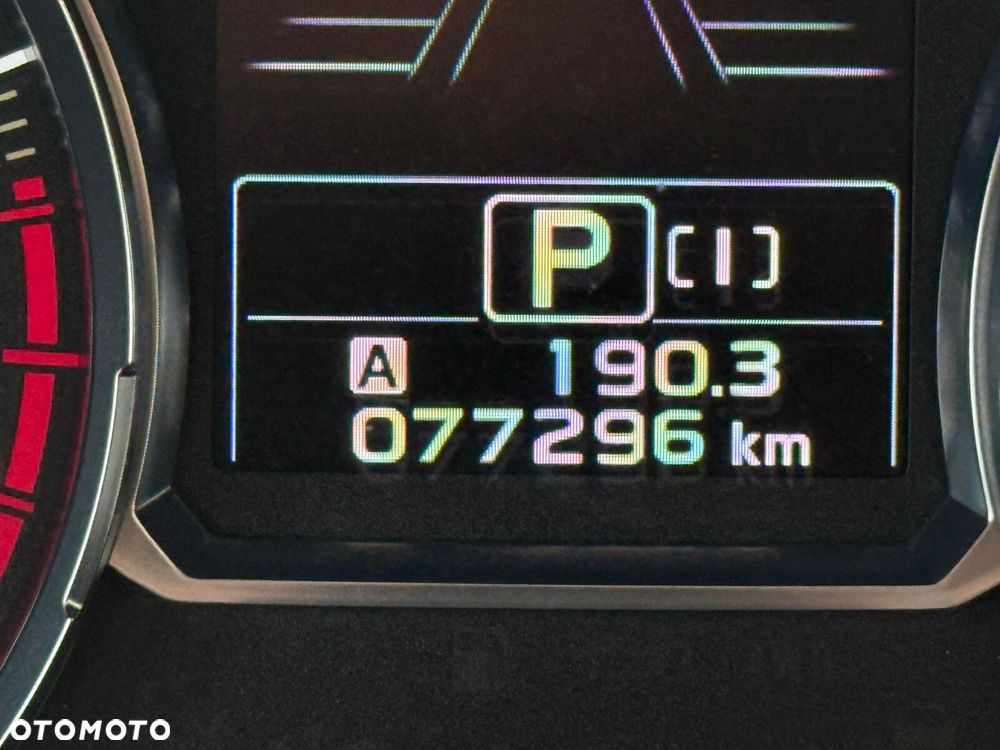 P [I]
A 190.3
077296 km
OTOMOTO